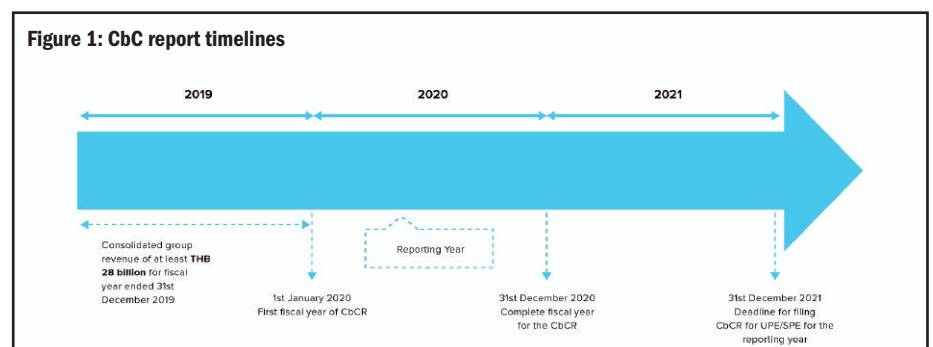 Figure 1: CbC report timelines
2019
2020
2021
Consolidated group
revenue of at least THB
28 billion for fiscal
year ended 31st
December 2019
Reporting Year
1st January 2020
First fiscal year of CbCR
31st December 2020
Complete fiscal year
for the CbCR
31st December 2021
Deadline for filing
CbCR for UPE/SPE for the
reporting year